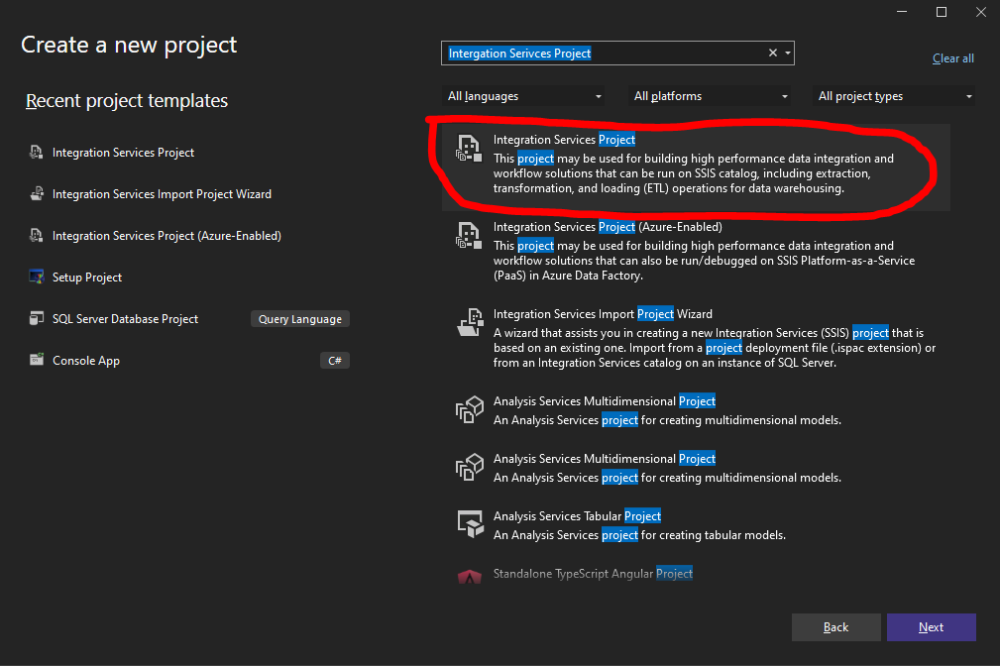 Create a new project
Intergation Serivces Project
Clear all
Recent project templates
All languages
All platforms
All project types
Integration Services Project
Integration Services Import Project Wizard
Integration Services Project (Azure-Enabled)
Setup Project
SQL Server Database Project
Query Language
Console App
C#
Integration Services Project
This project may be used for building high performance data integration and
workflow solutions that can be run on SSIS catalog, including extraction,
transformation, and loading (ETL) operations for data warehousing.
Integration Services Project (Azure-Enabled)
This project may be used for building high performance data integration and
workflow solutions that can also be run/debugged on SSIS Platform-as-a-Service
(PaaS) in Azure Data Factory.
Integration Services Import Project Wizard
A wizard that assists you in creating a new Integration Services (SSIS) project that is
based on an existing one. Import from a project deployment file (.ispac extension) or
from an Integration Services catalog on an instance of SQL Server.
Analysis Services Multidimensional Project
An Analysis Services project for creating multidimensional models.
Analysis Services Multidimensional Project
An Analysis Services project for creating multidimensional models.
Analysis Services Tabular Project
An Analysis Services project for creating tabular models.
Standalone TypeScript Angular Project
Back
Next